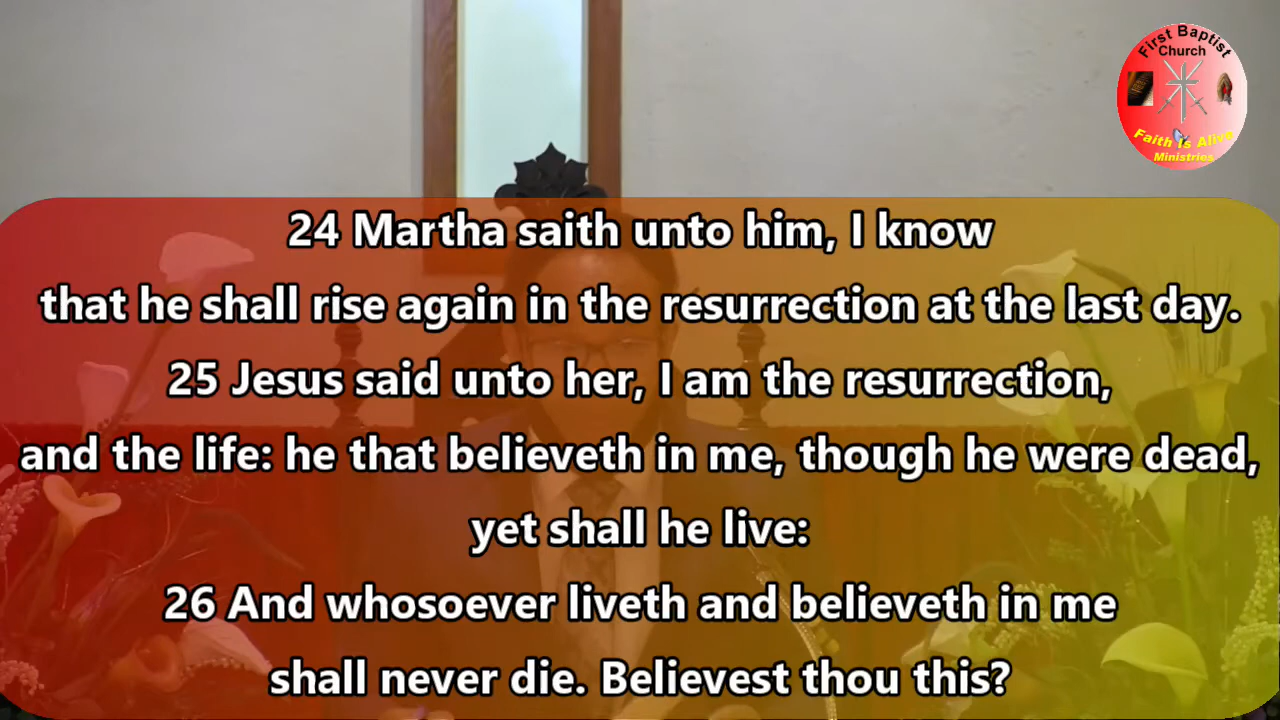 First Baptist
Church
Faith Is Alive
Ministries
24 Martha saith unto him, I know
that he shall rise again in the resurrection at the last day.
25 Jesus said unto her, I am the resurrection,
and the life: he that believeth in me, though he were dead,
yet shall he live:
26 And whosoever liveth and believeth in me
shall never die. Believest thou this?